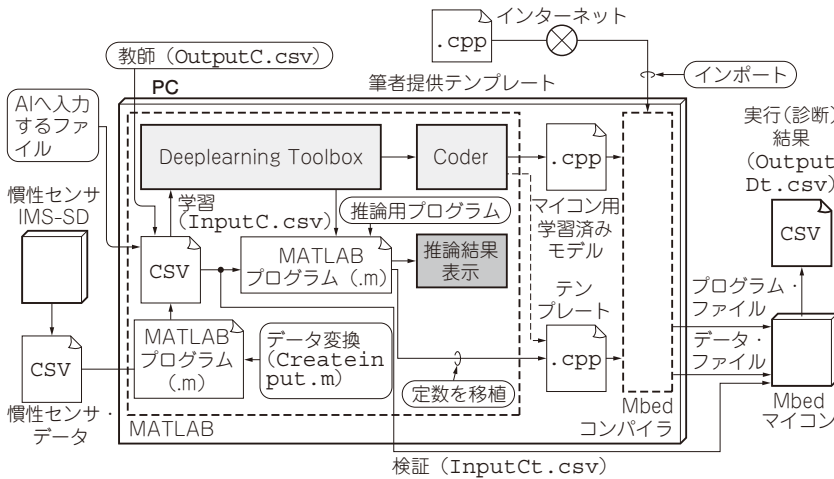 インターネット
.cpp
教師（OutputC.csv）
筆者提供テンプレート
インポート
PC
AIへ入力
するファ
イル
実行(診断)
結果
(Output
Dt.csv)
Deeplearning Toolbox
Coder
.cpp
慣性センサ
IMS-SD
学習
(InputC.csv)
推論用プログラム
マイコン用
学習済み
モデル
CSV
CSV
MATLAB
プログラム（.m）
推論結果
表示
テン
プレート
プログラム・
ファイル
MATLAB
プログラム
（.m）
データ変換
(Createin
put.m)
.cpp
データ・
ファイル
CSV
定数を移植
慣性センサ・
データ
MATLAB
Mbed
コンパイラ
Mbed
マイコン
検証（InputCt.csv）